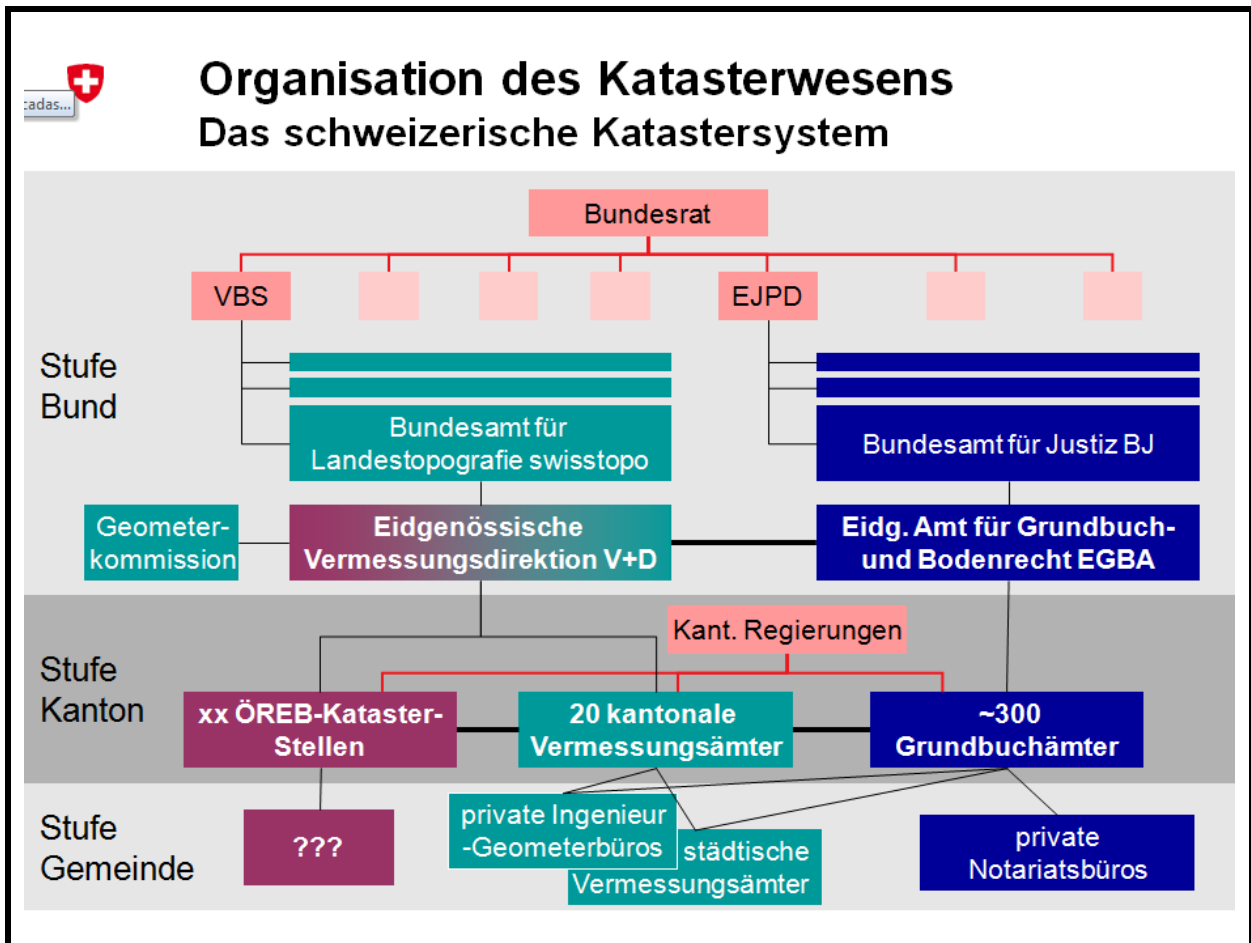 cadas...
Organisation des Katasterwesens
Das schweizerische Katastersystem
Bundesrat
VBS
EJPD
Stufe
Bund
Bundesamt für
Landestopografie swisstopo
Bundesamt für Justiz BJ
Geometer-
kommission
Eidgenössische
Vermessungsdirektion V+D
Eidg. Amt für Grundbuch-
und Bodenrecht EGBA
Stufe
Kanton
Kant. Regierungen
xx ÖREB-Kataster-
Stellen
20 kantonale
Vermessungsämter
~300
Grundbuchämter
Stufe
Gemeinde
???
private Ingenieur
-Geometerbüros
städtische
Vermessungsämter
private
Notariatsbüros